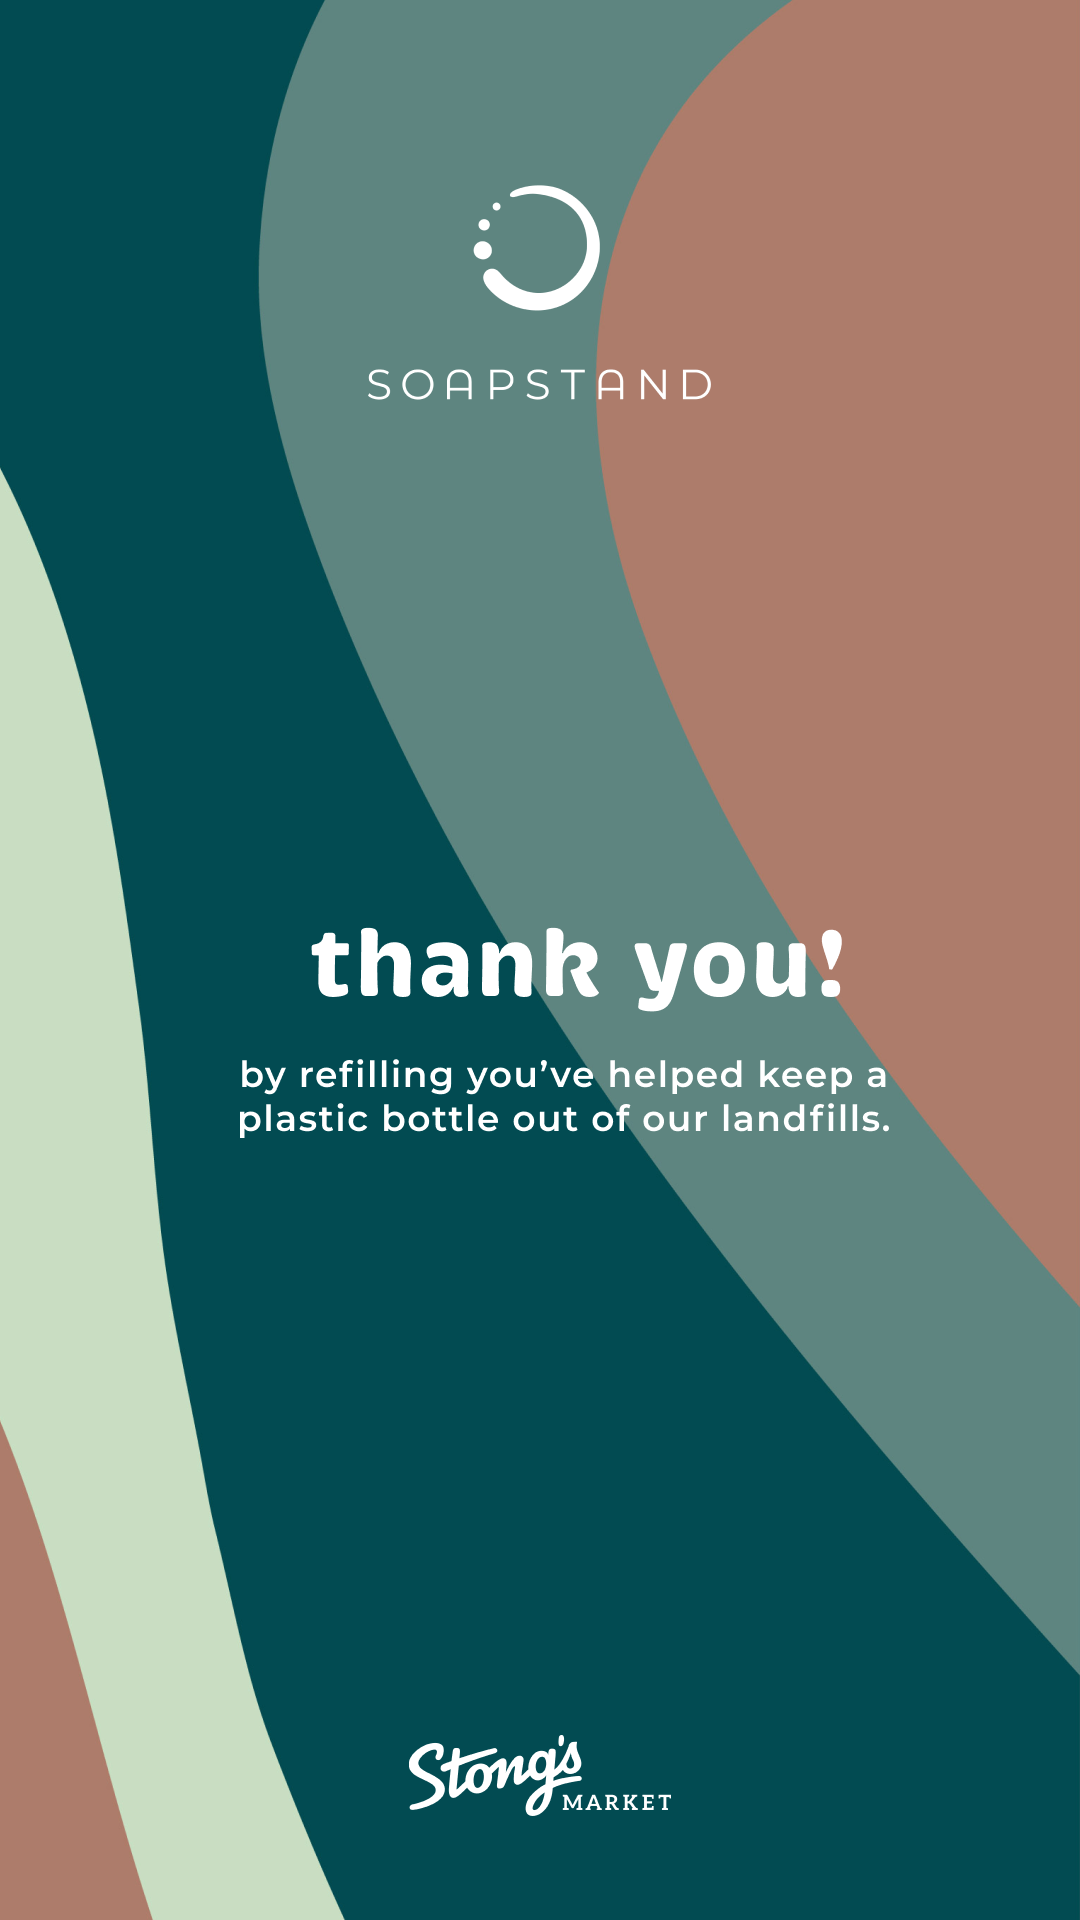 SOAPSTAND
thank you!
by refilling you’ve helped keep a
plastic bottle out of our landfills.
Stong's
MARKET